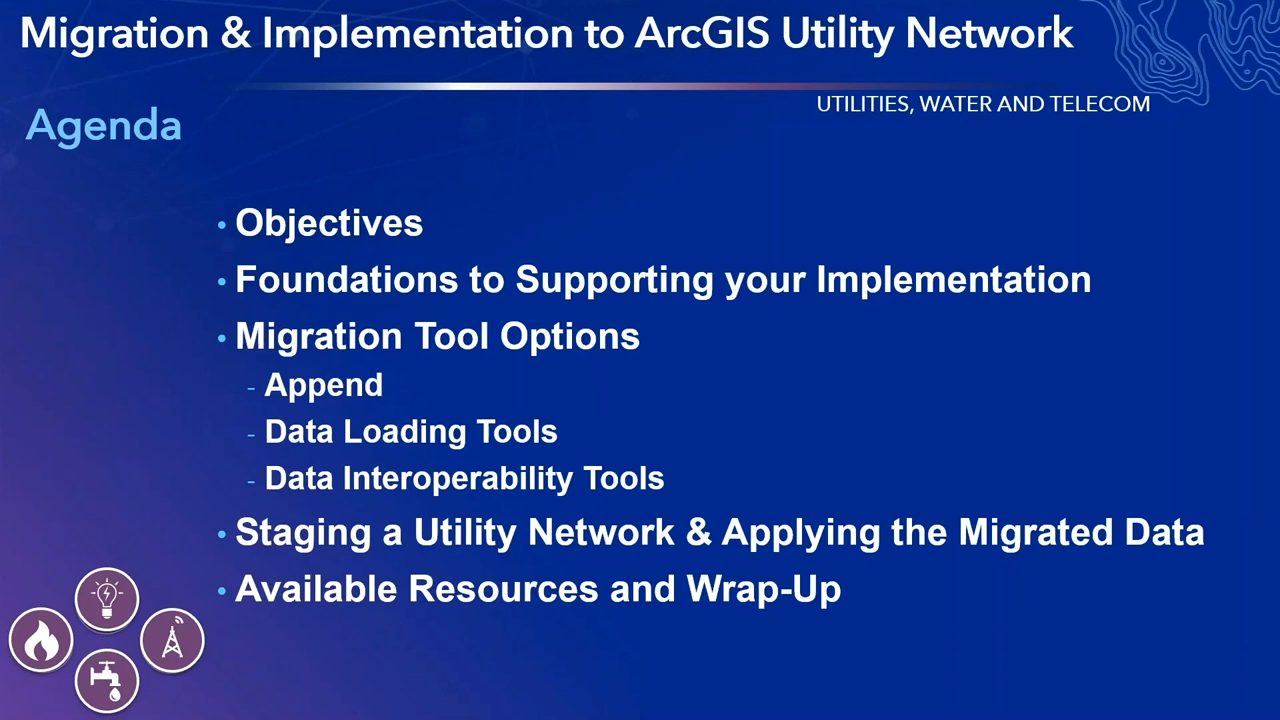 Migration & Implementation to ArcGIS Utility Network
UTILITIES, WATER AND TELECOM
Agenda
• Objectives
• Foundations to Supporting your Implementation
• Migration Tool Options
- Append
- Data Loading Tools
- Data Interoperability Tools
• Staging a Utility Network & Applying the Migrated Data
• Available Resources and Wrap-Up